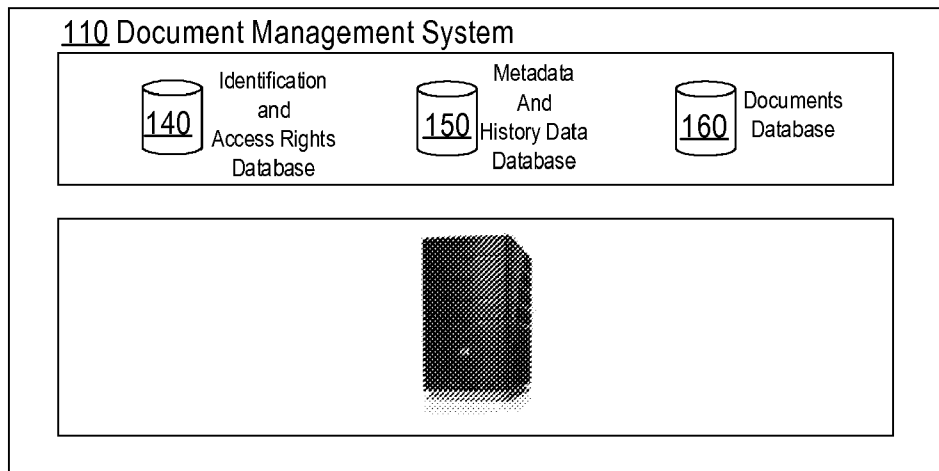 110 Document Management System
140
Identification
and
Access Rights
Database
150
Metadata
And
History Data
Database
160
Documents
Database